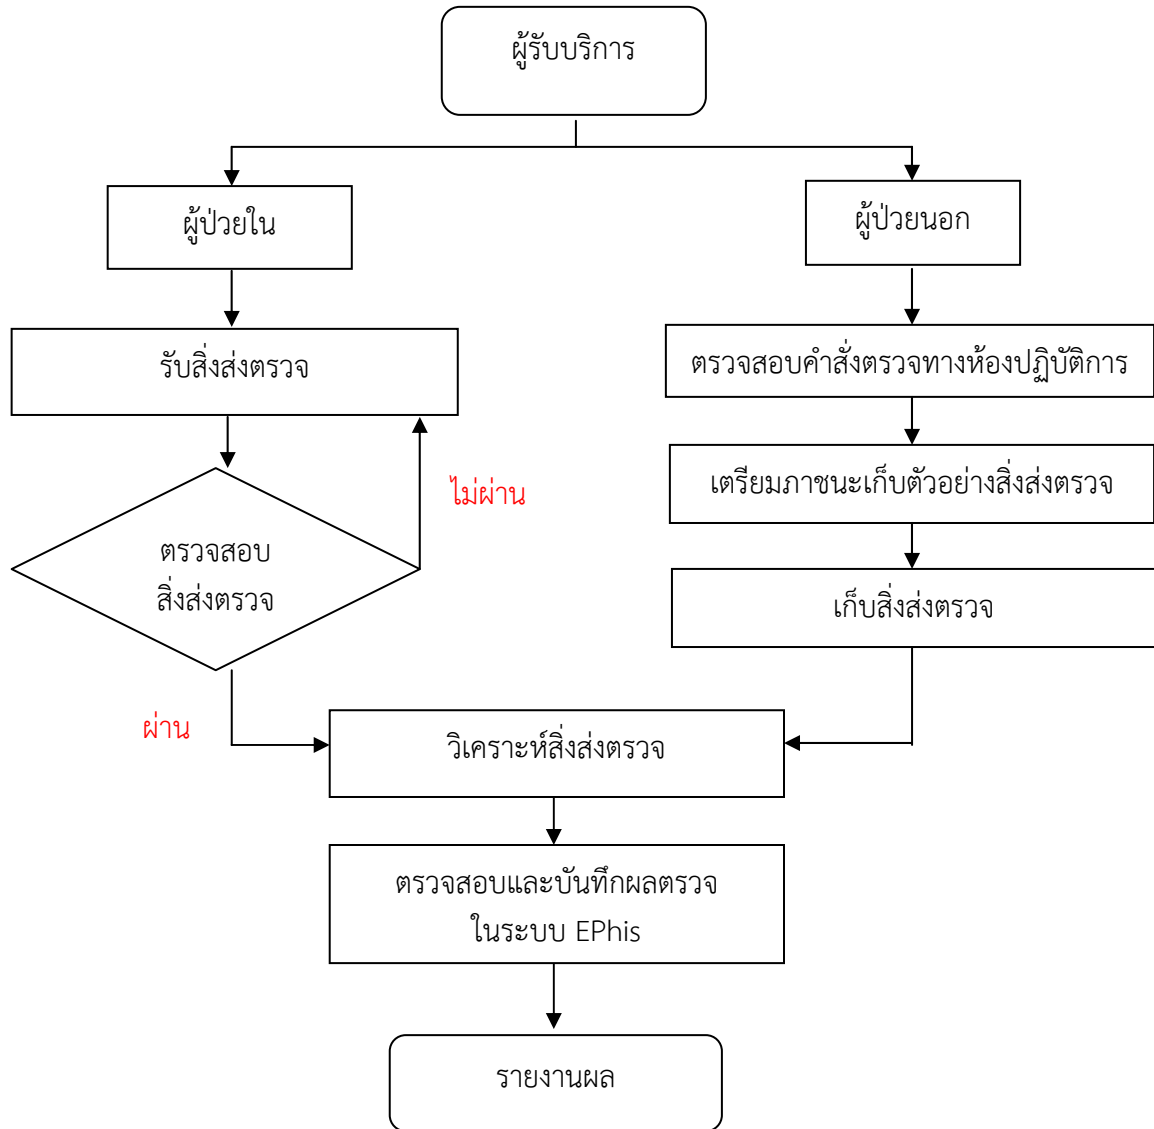 ผู้รับบริการ
ผู้ป่วยใน
ผู้ป่วยนอก
รับสิ่งส่งตรวจ
ตรวจสอบคำสั่งตรวจทางห้องปฏิบัติการ
ไม่ผ่าน
เตรียมภาชนะเก็บตัวอย่างสิ่งส่งตรวจ
ตรวจสอบ
สิ่งส่งตรวจ
เก็บสิ่งส่งตรวจ
ผ่าน
วิเคราะห์สิ่งส่งตรวจ
ตรวจสอบและบันทึกผลตรวจ
ในระบบ EPhis
รายงานผล